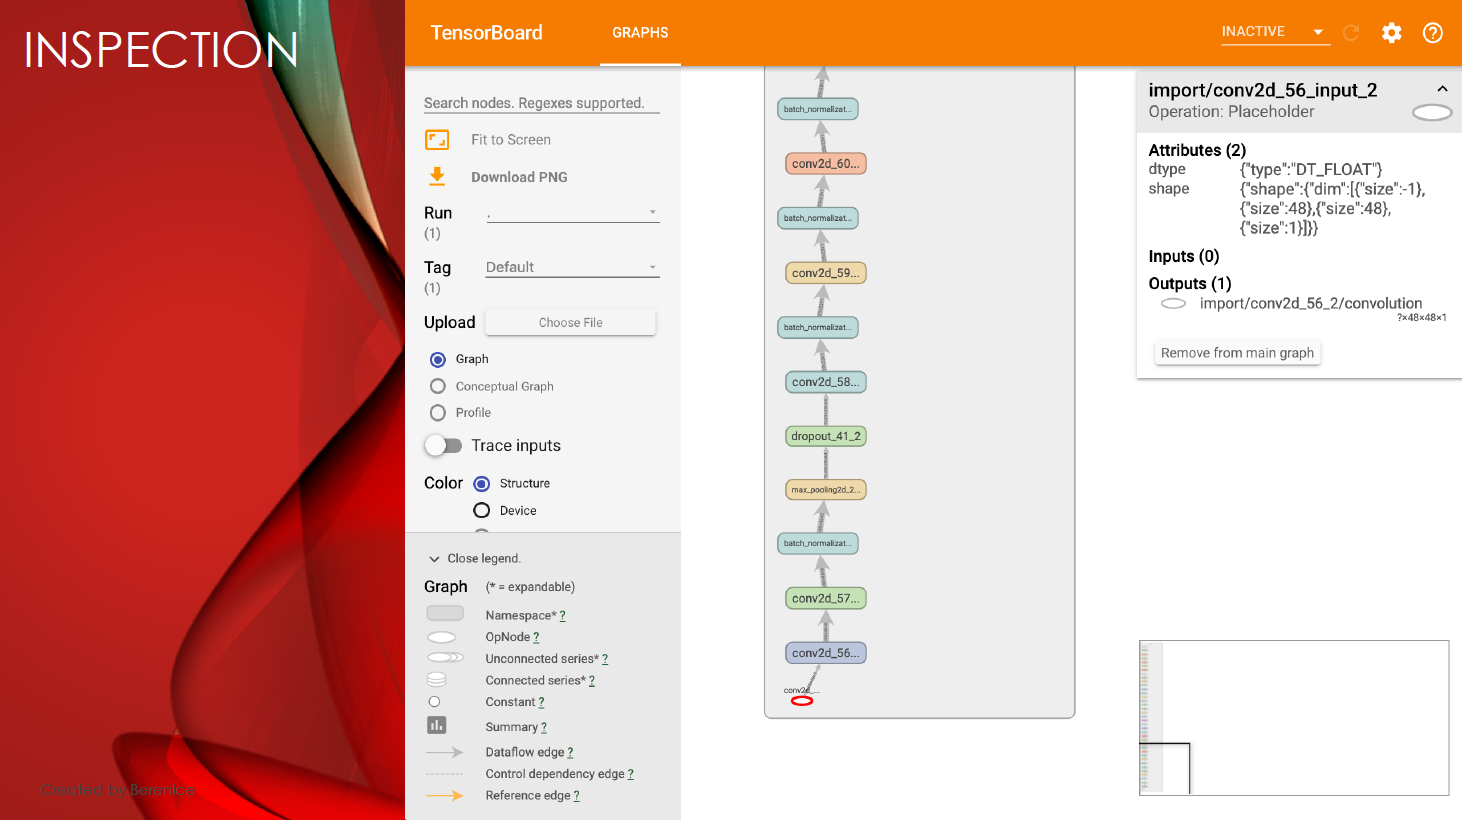 INSPECTION
Created by Berenice
TensorBoard
GRAPHS
INACTIVE
Search nodes. Regexes supported.
Fit to Screen
Download PNG
Run
(1)
.
Tag
(1)
Default
Upload
Choose File
Graph
Conceptual Graph
Profile
Trace inputs
Color
Structure
Device
Close legend.
Graph
(* = expandable)
Namespace* ?
OpNode ?
Unconnected series* ?
Connected series* ?
Constant ?
Summary ?
Dataflow edge ?
Control dependency edge ?
Reference edge ?
batch_normalizat...
conv2d_60...
batch_normalizat...
conv2d_59...
batch_normalizat...
conv2d_58...
dropout_41_2
max_pooling2d_2...
batch_normalizat...
conv2d_57...
conv2d_56...
conv2d_...
import/conv2d_56_input_2
Operation: Placeholder
Attributes (2)
dtype {"type":"DT_FLOAT"}
shape {"shape":{"dim":[{"size":-1},
{"size":48},{"size":48},
{"size":1}]}}
Inputs (0)
Outputs (1)
import/conv2d_56_2/convolution
?×48×48×1
Remove from main graph